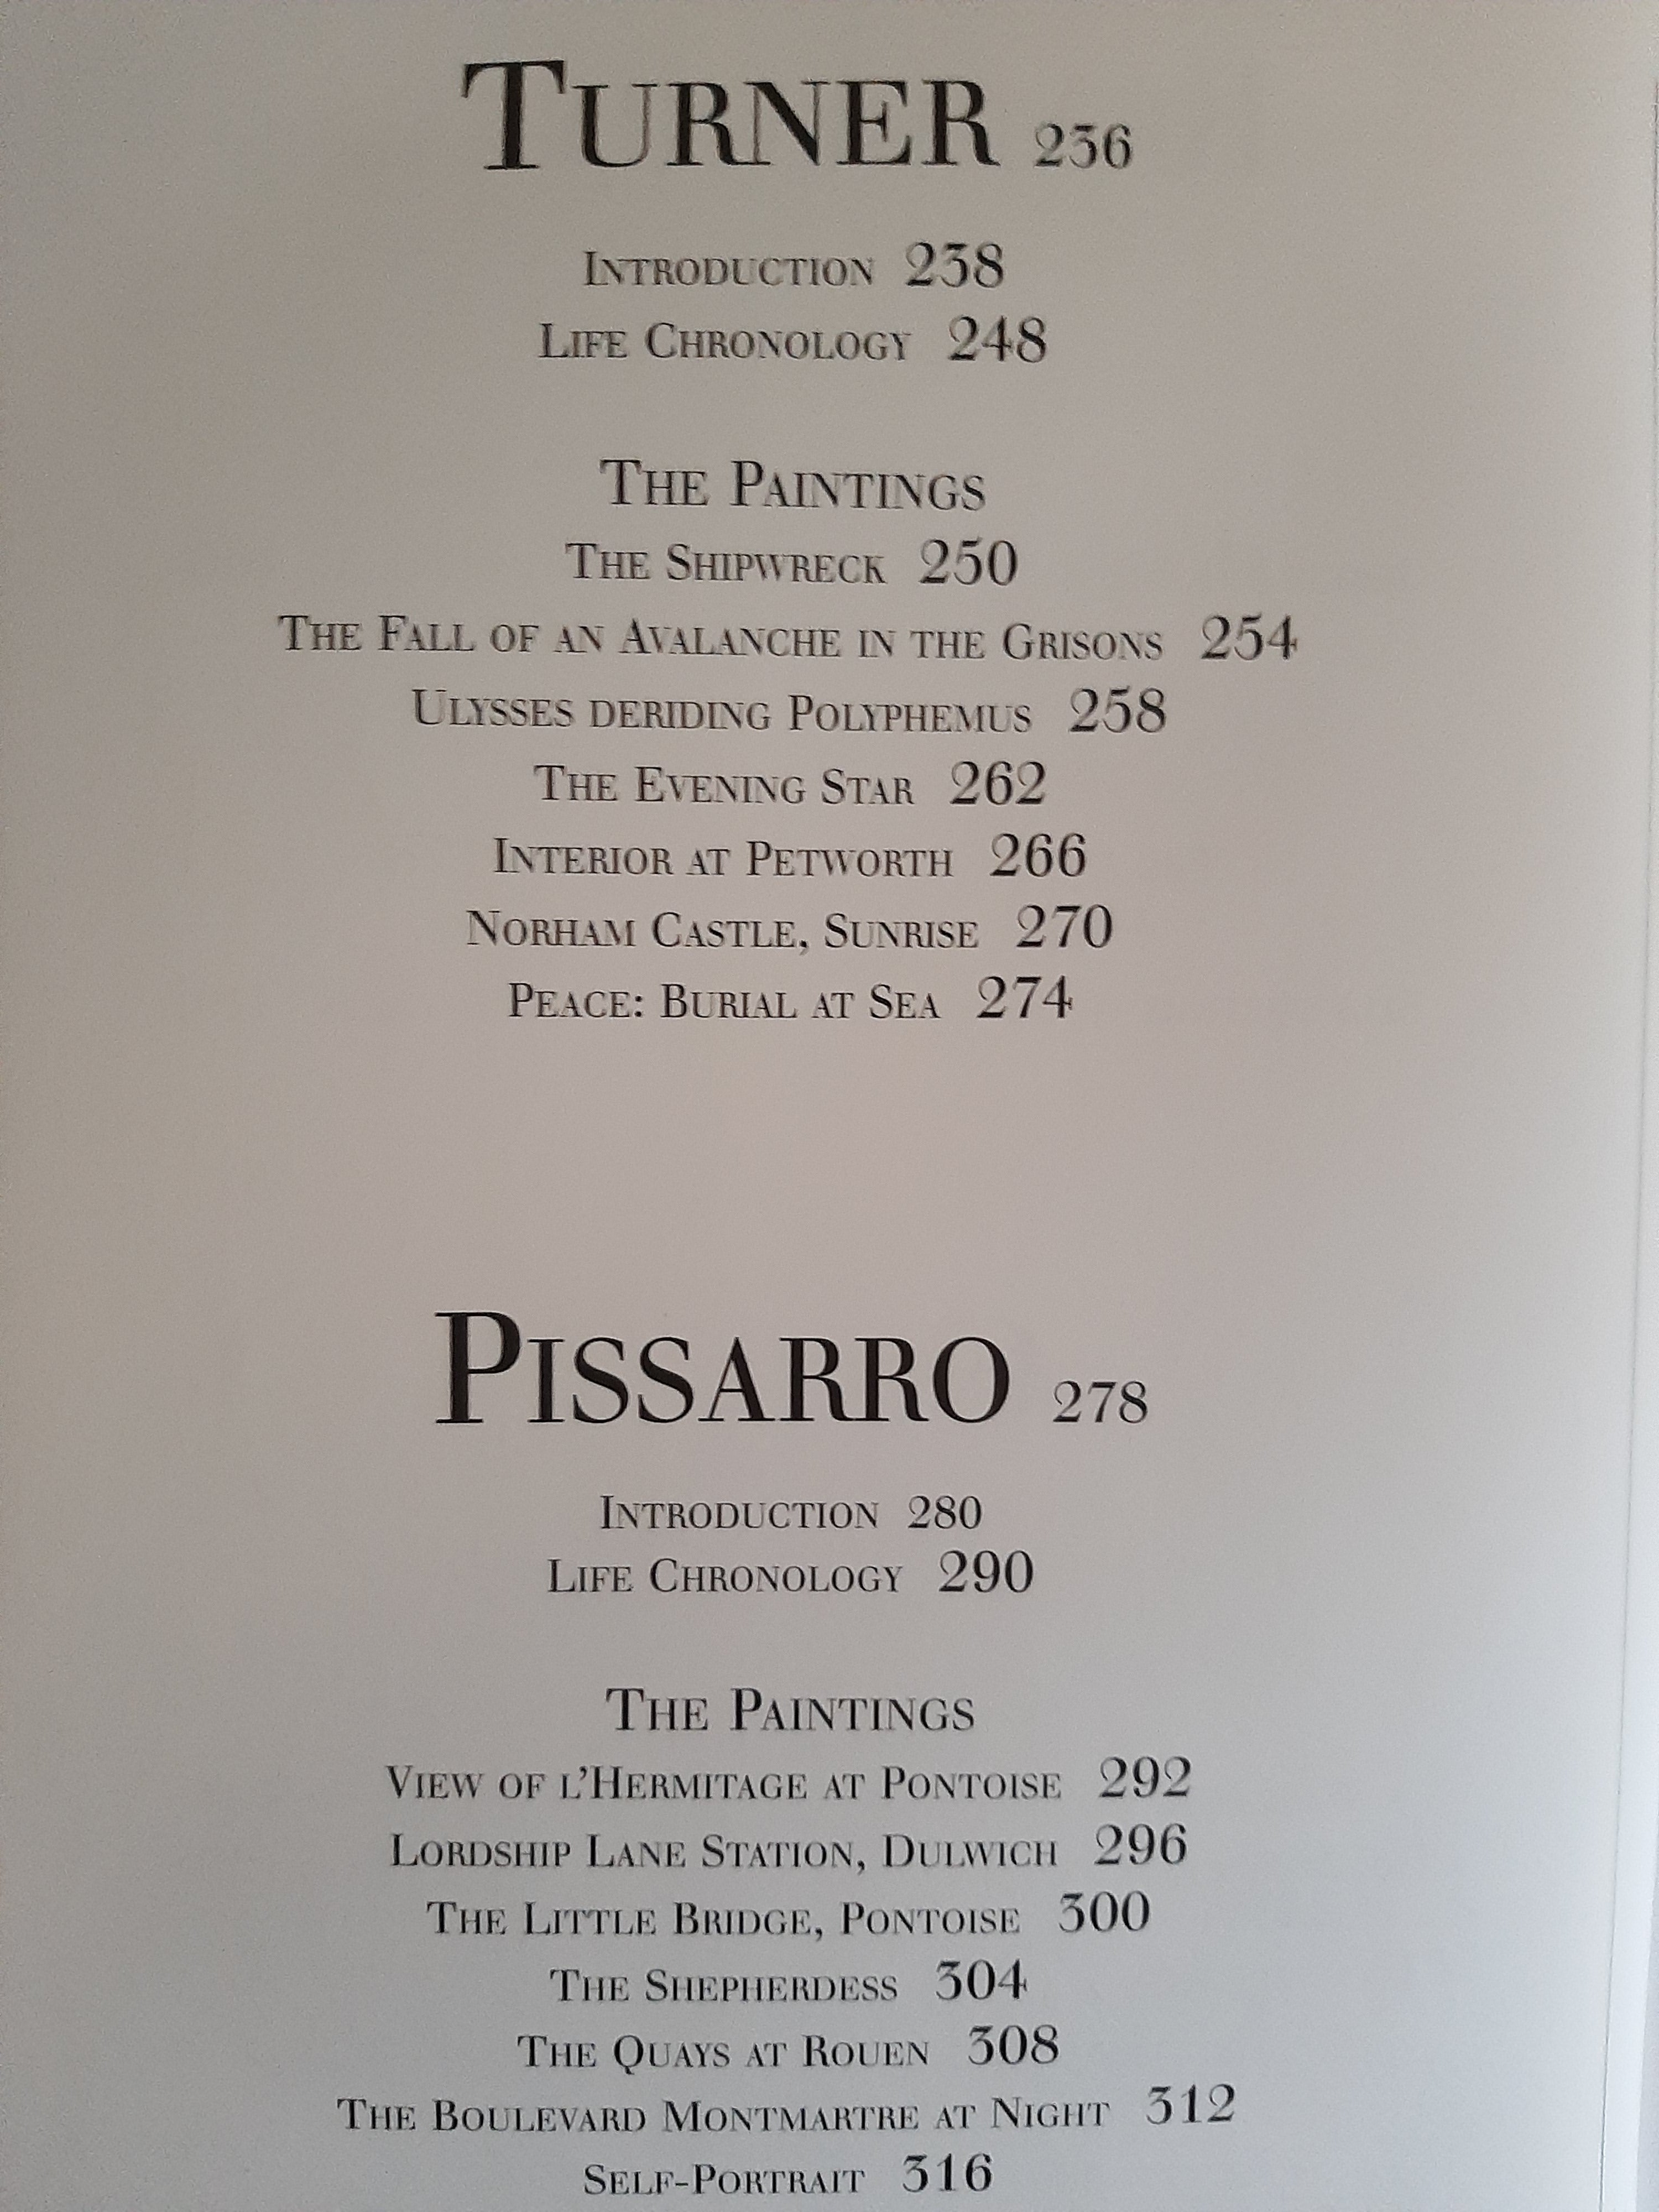 TURNER 236
INTRODUCTION 238
LIFE CHRONOLOGY 248
THE PAINTINGS
THE SHIPWRECK 250
THE FALL OF AN AVALANCHE IN THE GRISONS 254
ULYSSES DERIDING POLYPHEMUS 258
THE EVENING STAR 262
INTERIOR AT PETWORTH 266
NORHAM CASTLE, SUNRISE 270
PEACE: BURIAL AT SEA 274
PISSARRO 278
INTRODUCTION 280
LIFE CHRONOLOGY 290
THE PAINTINGS
VIEW OF L'HERMITAGE AT PONTOISE 292
LORDSHIP LANE STATION, DULWICH 296
THE LITTLE BRIDGE, PONTOISE 300
THE SHEPHERDESS 304
THE QUAYS AT ROUEN 308
THE BOULEVARD MONTMARTRE AT NIGHT 312
SELF-PORTRAIT 316